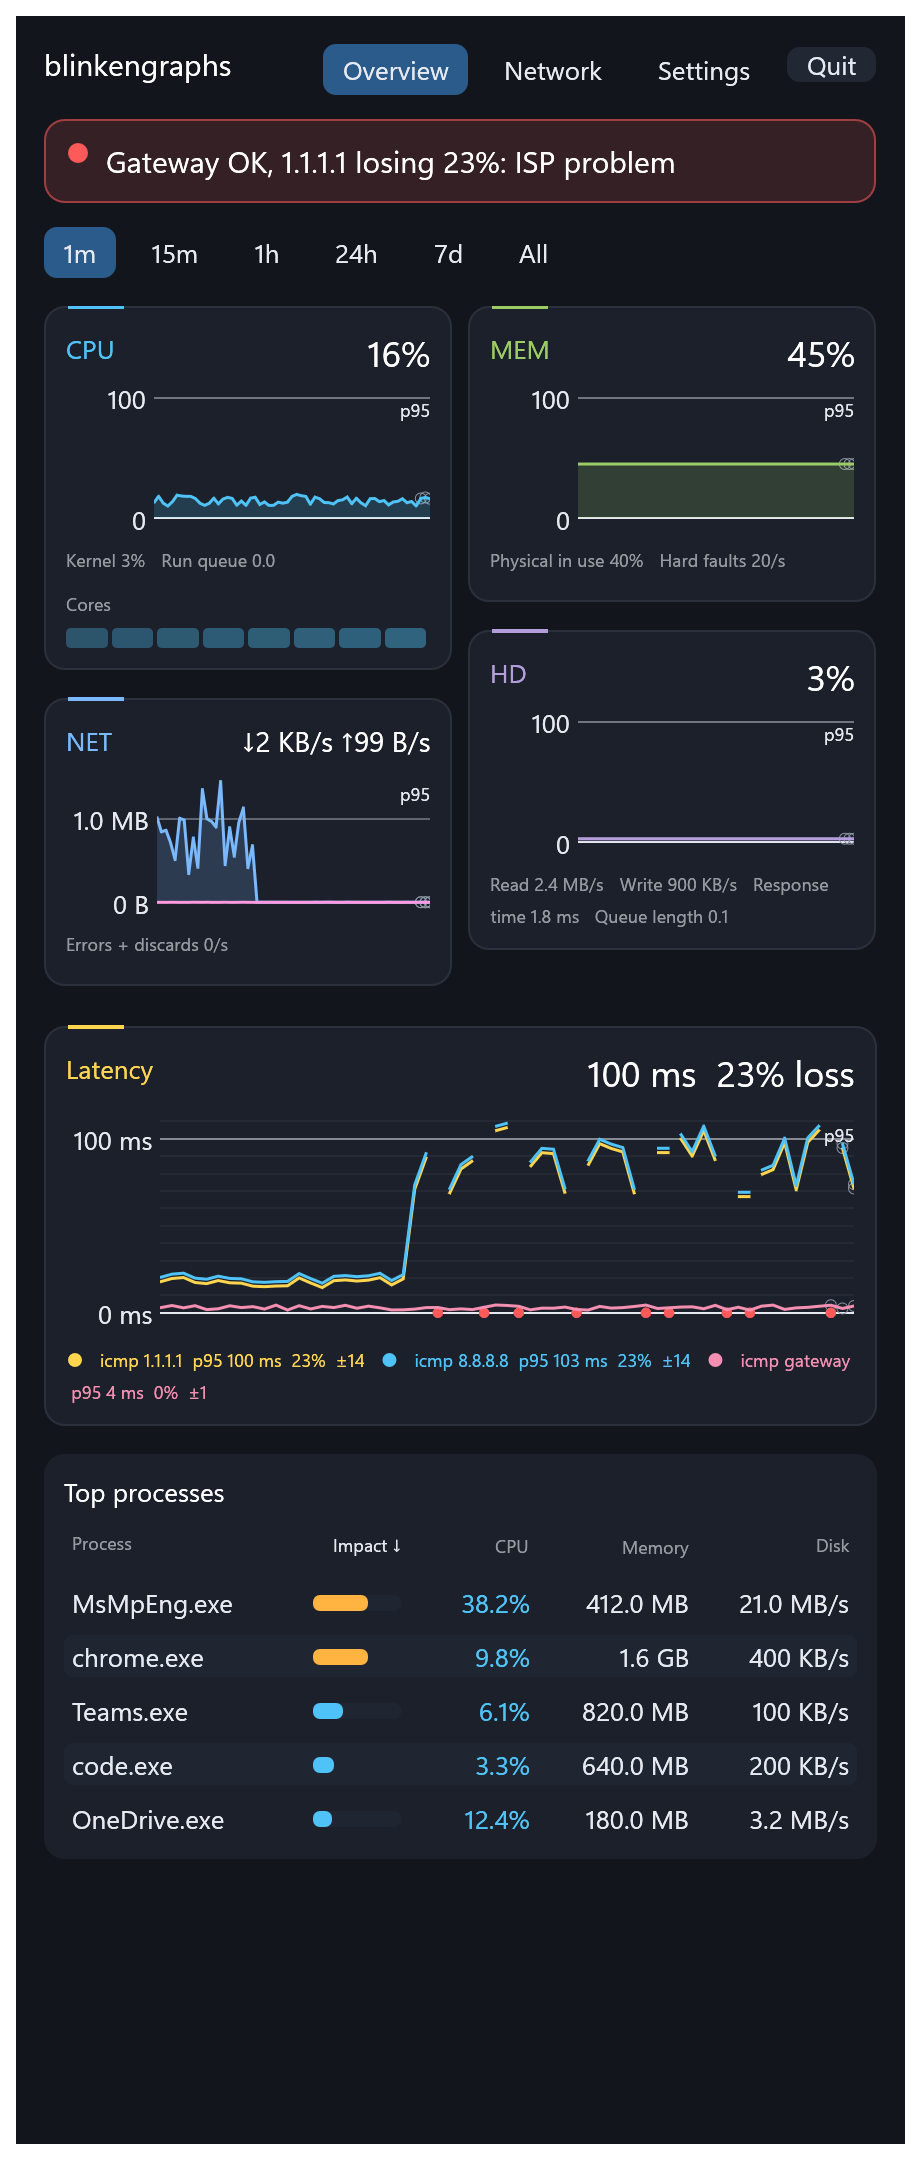 blinkengraphs Overview Network Settings Quit
Gateway OK, 1.1.1.1 losing 23%: ISP problem
1m 15m 1h 24h 7d All
CPU 16%
100
p95
0
Kernel 3% Run queue 0.0
Cores
MEM 45%
100
p95
0
Physical in use 40% Hard faults 20/s
NET ↓2 KB/s ↑99 B/s
p95
1.0 MB
0 B
Errors + discards 0/s
HD 3%
100
p95
0
Read 2.4 MB/s Write 900 KB/s Response
time 1.8 ms Queue length 0.1
Latency 100 ms 23% loss
100 ms p95
0 ms
icmp 1.1.1.1 p95 100 ms 23% ±14 icmp 8.8.8.8 p95 103 ms 23% ±14 icmp gateway
p95 4 ms 0% ±1
Top processes
Process Impact ↓ CPU Memory Disk
MsMpEng.exe 38.2% 412.0 MB 21.0 MB/s
chrome.exe 9.8% 1.6 GB 400 KB/s
Teams.exe 6.1% 820.0 MB 100 KB/s
code.exe 3.3% 640.0 MB 200 KB/s
OneDrive.exe 12.4% 180.0 MB 3.2 MB/s